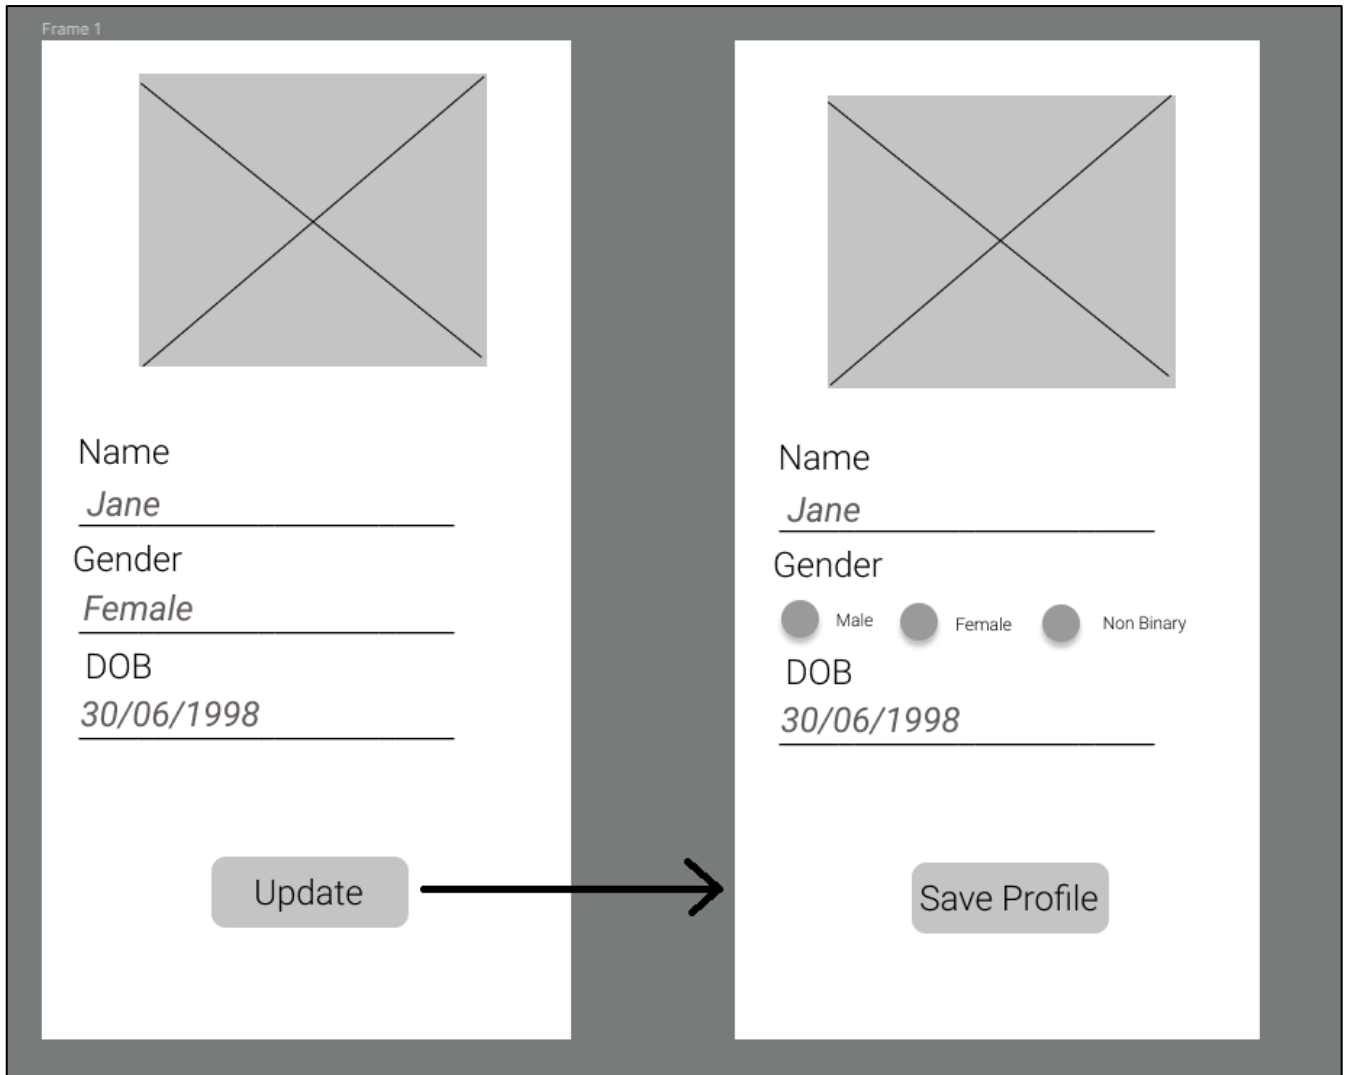 Frame 1
Name
Jane
Gender
Female
DOB
30/06/1998
Update
Name
Jane
Gender
Male Female Non Binary
DOB
30/06/1998
Save Profile